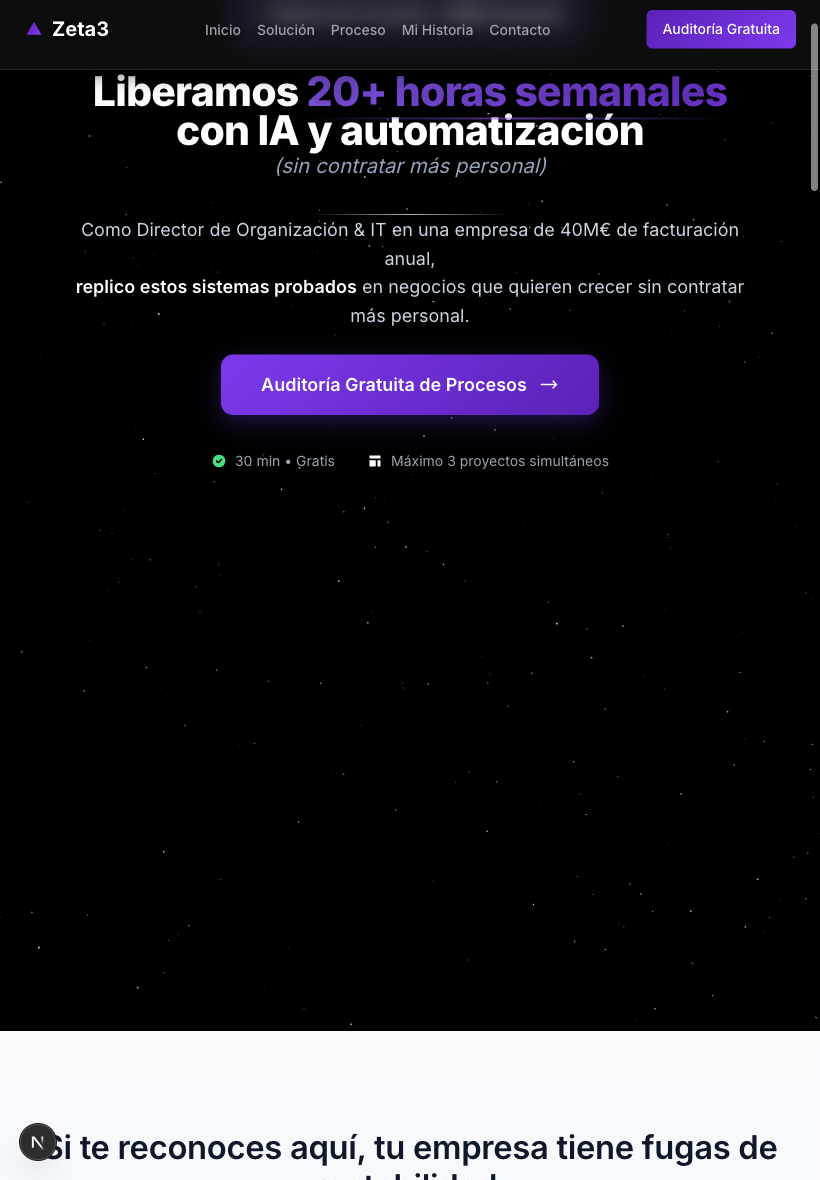 Zeta3
Inicio Solución Proceso Mi Historia Contacto
Auditoría Gratuita
Liberamos 20+ horas semanales
con IA y automatización
(sin contratar más personal)
Como Director de Organización & IT en una empresa de 40M€ de facturación
anual,
replico estos sistemas probados en negocios que quieren crecer sin contratar
más personal.
Auditoría Gratuita de Procesos →
30 min • Gratis
Máximo 3 proyectos simultáneos
Si te reconoces aquí, tu empresa tiene fugas de
N